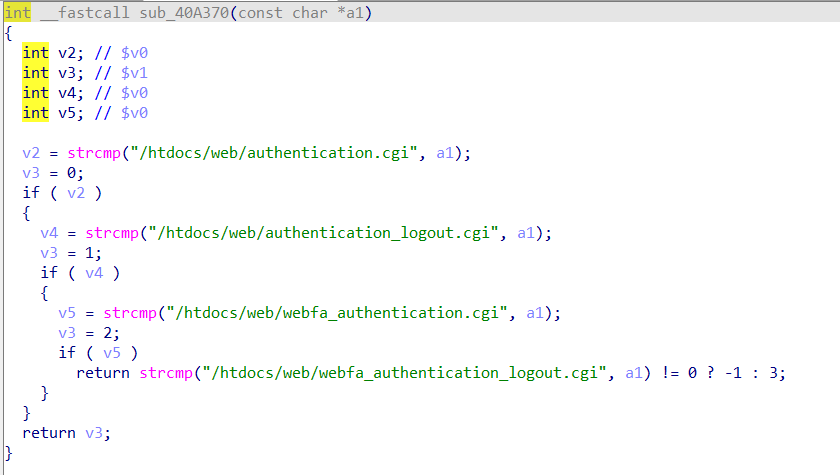 int __fastcall sub_40A370(const char *a1)
{
int v2; // $v0
int v3; // $v1
int v4; // $v0
int v5; // $v0
v2 = strcmp("/htdocs/web/authentication.cgi", a1);
v3 = 0;
if ( v2 )
{
v4 = strcmp("/htdocs/web/authentication_logout.cgi", a1);
v3 = 1;
if ( v4 )
{
v5 = strcmp("/htdocs/web/webfa_authentication.cgi", a1);
v3 = 2;
if ( v5 )
return strcmp("/htdocs/web/webfa_authentication_logout.cgi", a1) != 0 ? -1 : 3;
}
}
return v3;
}